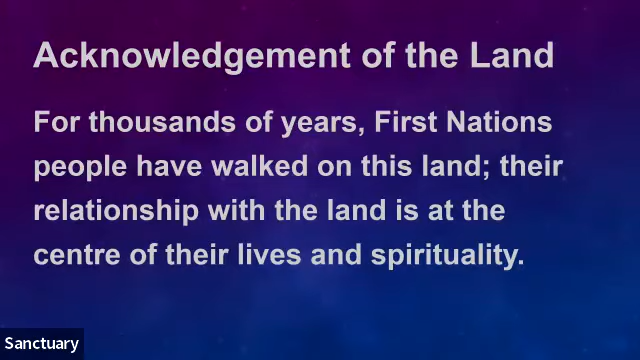 Acknowledgement of the Land
For thousands of years, First Nations
people have walked on this land; their
relationship with the land is at the
centre of their lives and spirituality.
Sanctuary